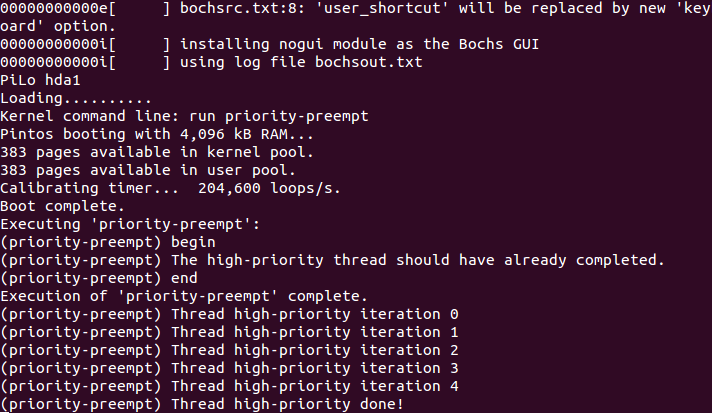 00000000000e[     ] bochsrc.txt:8: 'user_shortcut' will be replaced by new 'key
oard' option.
00000000000i[     ] installing nogui module as the Bochs GUI
00000000000i[     ] using log file bochsout.txt
PiLo hda1
Loading..........
Kernel command line: run priority-preempt
Pintos booting with 4,096 kB RAM...
383 pages available in kernel pool.
383 pages available in user pool.
Calibrating timer...  204,600 loops/s.
Boot complete.
Executing 'priority-preempt':
(priority-preempt) begin
(priority-preempt) The high-priority thread should have already completed.
(priority-preempt) end
Execution of 'priority-preempt' complete.
(priority-preempt) Thread high-priority iteration 0
(priority-preempt) Thread high-priority iteration 1
(priority-preempt) Thread high-priority iteration 2
(priority-preempt) Thread high-priority iteration 3
(priority-preempt) Thread high-priority iteration 4
(priority-preempt) Thread high-priority done!